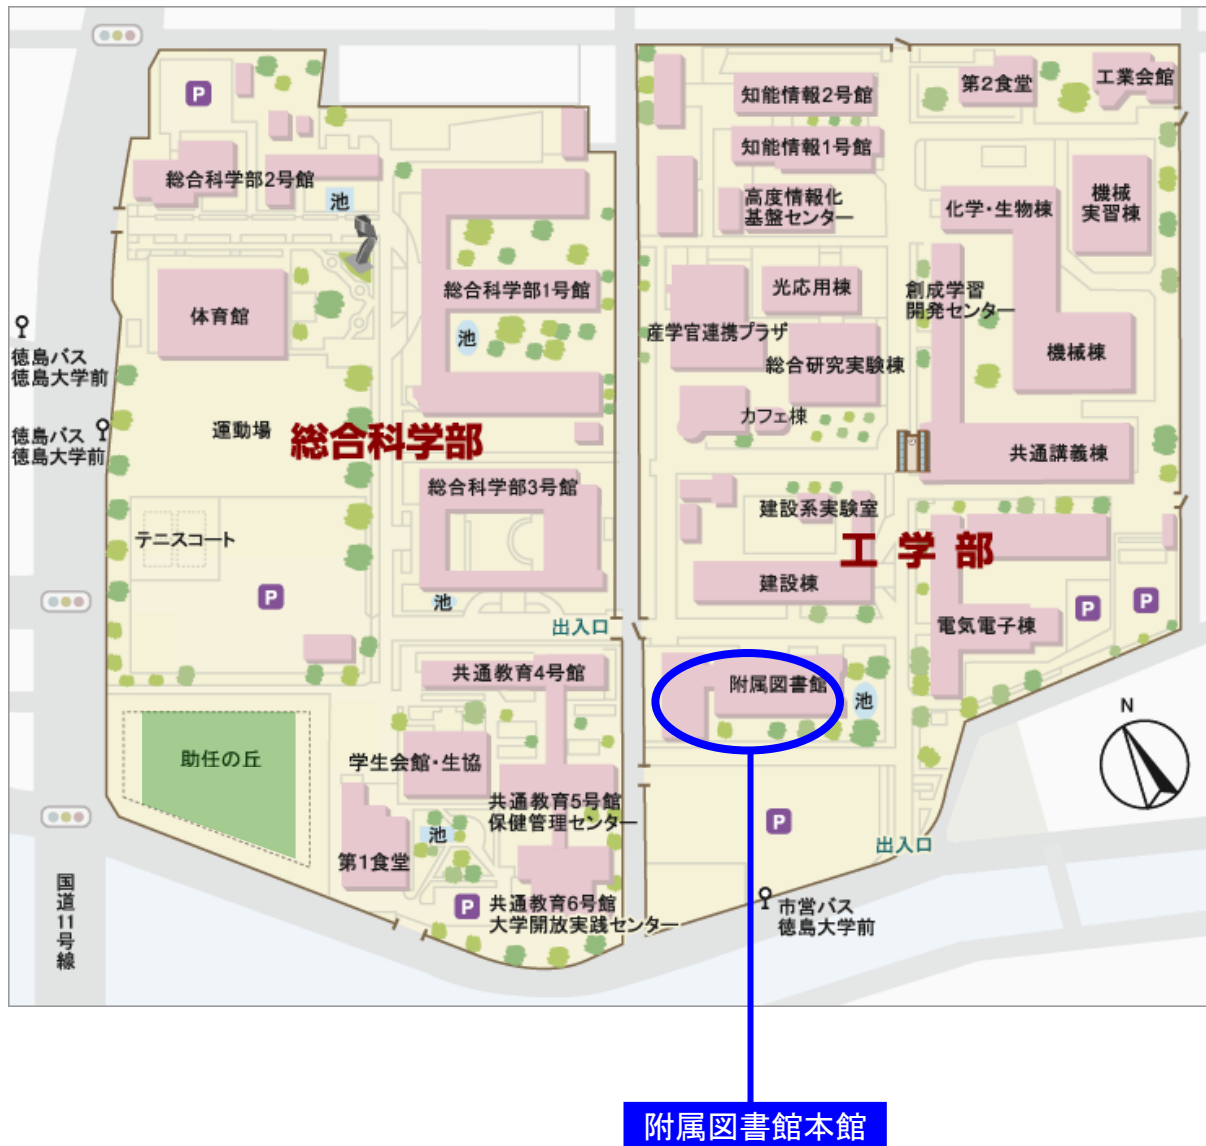 P
知能情報2号館
第2食堂
工業会館
知能情報1号館
総合科学部2号館
池
高度情報化
基盤センター
化学・生物棟
機械
実習棟
総合科学部1号館
光応用棟
創成学習
開発センター
体育館
池
産学官連携プラザ
総合研究実験棟
機械棟
徳島バス
徳島大学前
カフェ棟
運動場
総合科学部
徳島バス
徳島大学前
共通講義棟
総合科学部3号館
建設系実験室
テニスコート
工学部
建設棟
P
池
P
P
出入口
電気電子棟
共通教育4号館
附属図書館
池
N
助任の丘
学生会館・生協
共通教育5号館
保健管理センター
P
池
第1食堂
出入口
国道11号線
P
共通教育6号館
大学開放実践センター
市営バス
徳島大学前
附属図書館本館